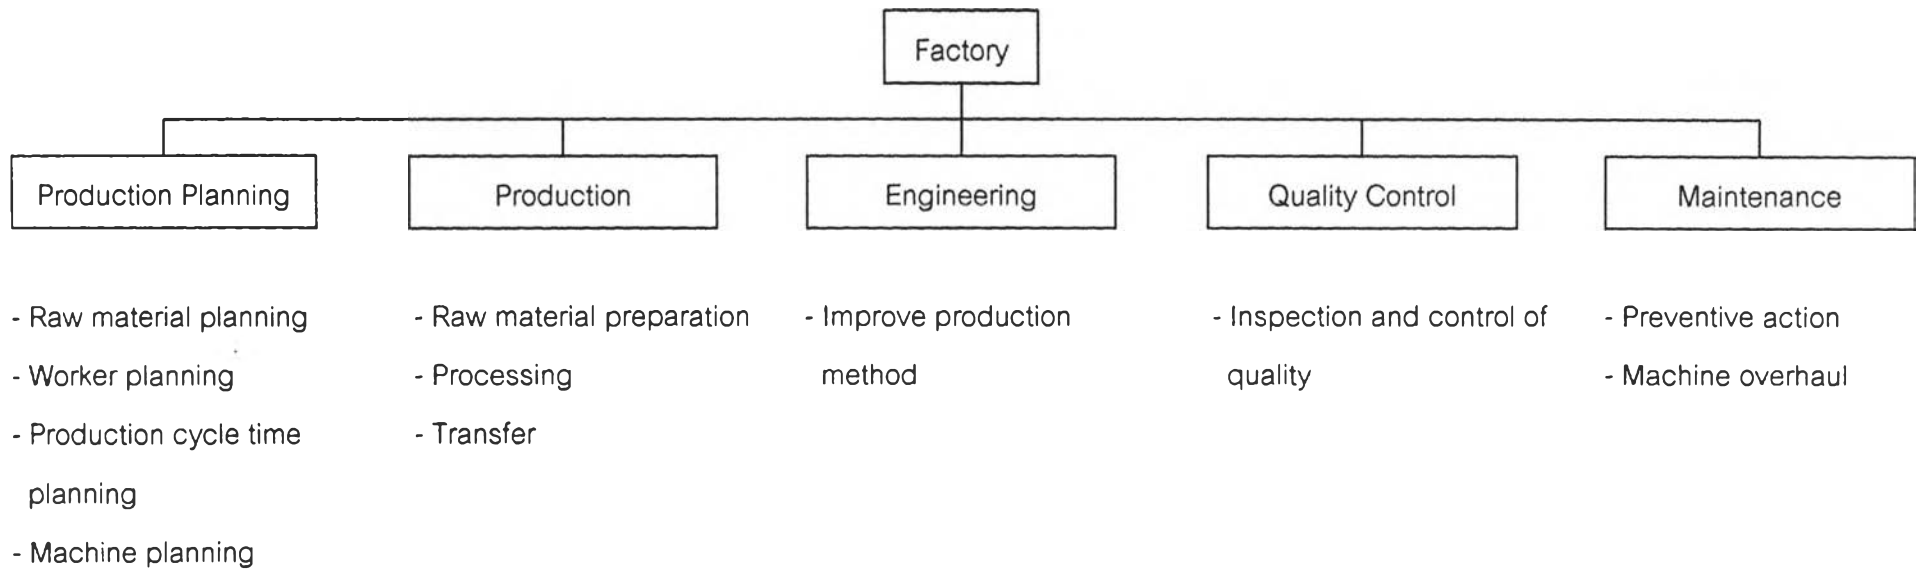 Factory
Production Planning
Production
Engineering
Quality Control
Maintenance
- Raw material planning
- Worker planning
- Production cycle time
planning
- Machine planning
- Raw material preparation
- Processing
- Transfer
- Improve production
method
- Inspection and control of
quality
- Preventive action
- Machine overhaul